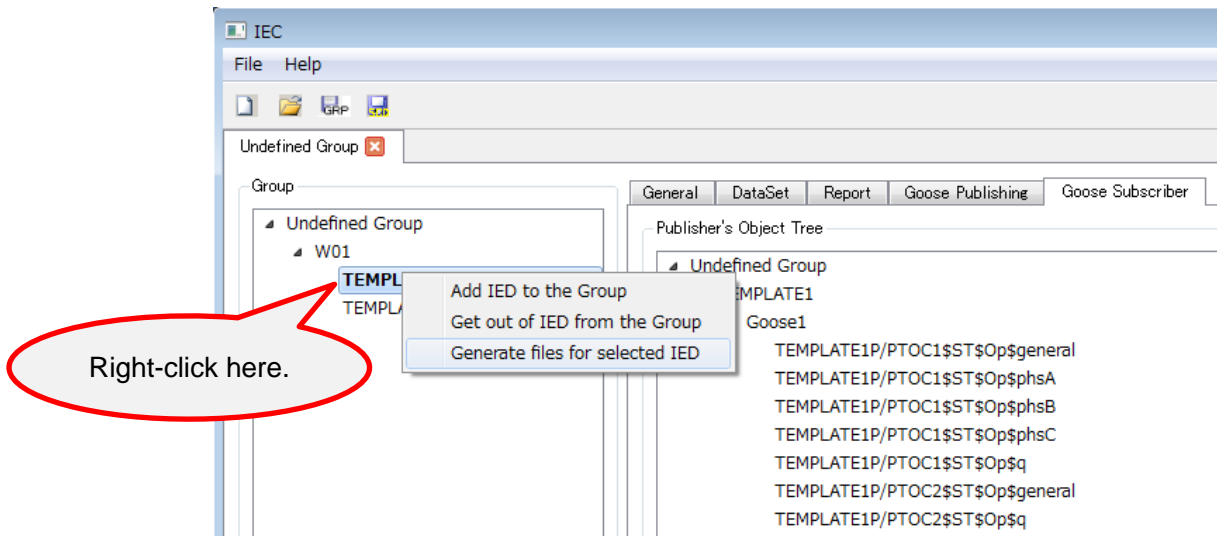 IEC
File Help
GRP
Undefined Group
Group
General DataSet Report Goose Publishing Goose Subscriber
Undefined Group
W01
TEMPL
TEMPLA
Add IED to the Group
Get out of IED from the Group
Generate files for selected IED
Right-click here.
Publisher's Object Tree
Undefined Group
EMPLATE1
Goose1
TEMPLATE1P/PTOC1$ST$Op$general
TEMPLATE1P/PTOC1$ST$Op$phsA
TEMPLATE1P/PTOC1$ST$Op$phsB
TEMPLATE1P/PTOC1$ST$Op$phsC
TEMPLATE1P/PTOC1$ST$Op$q
TEMPLATE1P/PTOC2$ST$Op$general
TEMPLATE1P/PTOC2$ST$Op$q